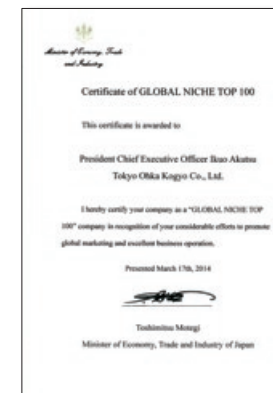 Minister of Economy, Trade
and Industry
Certificate of GLOBAL NICHE TOP 100
This certificate is awarded to
President Chief Executive Officer Ikuo Akutsu
Tokyo Ohka Kogyo Co., Ltd.
I hereby certify your company as a "GLOBAL NICHE TOP
100" company in recognition of your considerable efforts to promote
global marketing and excellent business operation.
Presented March 17th, 2014
Toshimitsu Motegi
Minister of Economy, Trade and Industry of Japan